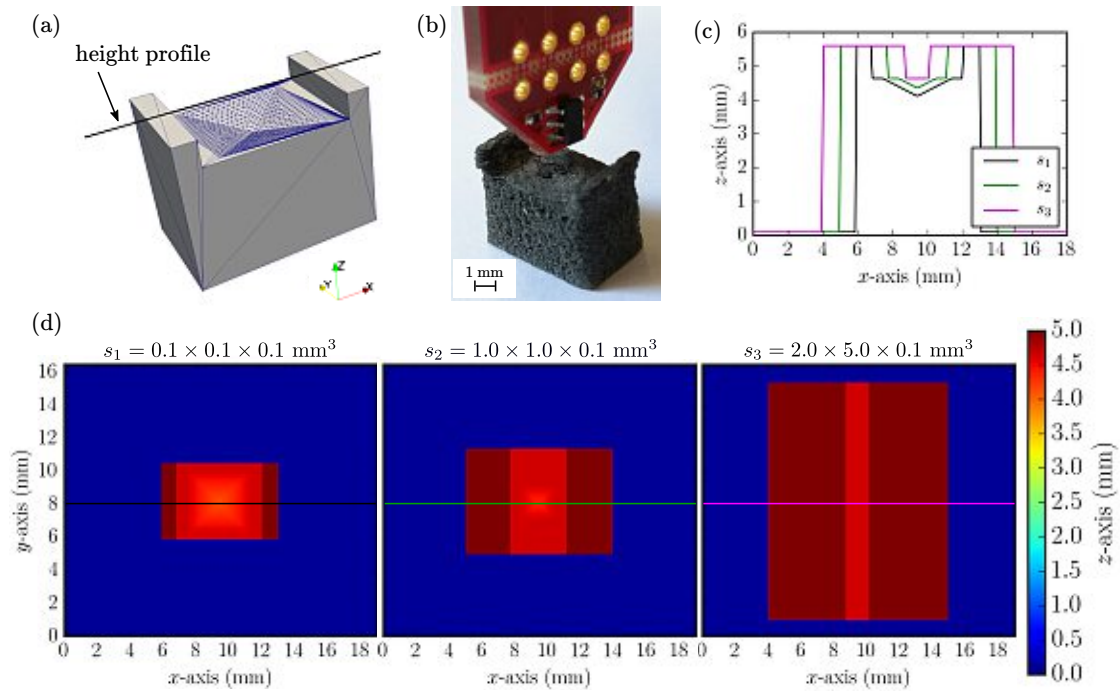 (a)
height profile
Z
Y
X
(b)
1 mm
(c)
6
5
4
3
2
1
0
z-axis (mm)
s₁
s₂
s₃
0 2 4 6 8 10 12 14 16 18
x-axis (mm)
(d)
s₁ = 0.1 × 0.1 × 0.1 mm³
s₂ = 1.0 × 1.0 × 0.1 mm³
s₃ = 2.0 × 5.0 × 0.1 mm³
16
14
12
10
8
6
4
2
0
y-axis (mm)
0 2 4 6 8 10 12 14 16 18
x-axis (mm)
0 2 4 6 8 10 12 14 16 18
x-axis (mm)
0 2 4 6 8 10 12 14 16 18
x-axis (mm)
5.0
4.5
4.0
3.5
3.0
2.5
2.0
1.5
1.0
0.5
0.0
z-axis (mm)